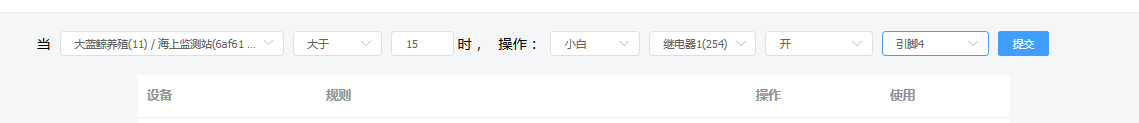 当 大蓝鲸养殖(11) / 海上监测站(6af61 ... 大于 15 时， 操作： 小白 继电器1(254) 开 引脚4 提交
设备 规则 操作 使用